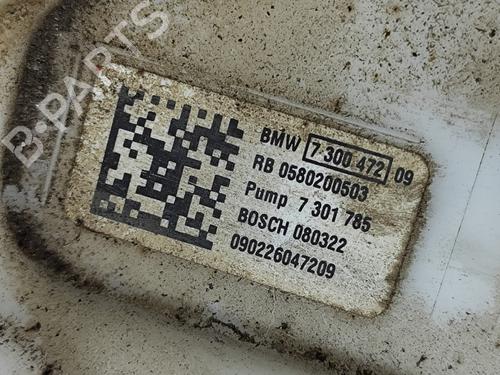 B-PARTS
BMW 7 300 472 09
RB 0580200503
Pump 7 301 785
BOSCH 080322
090226047209